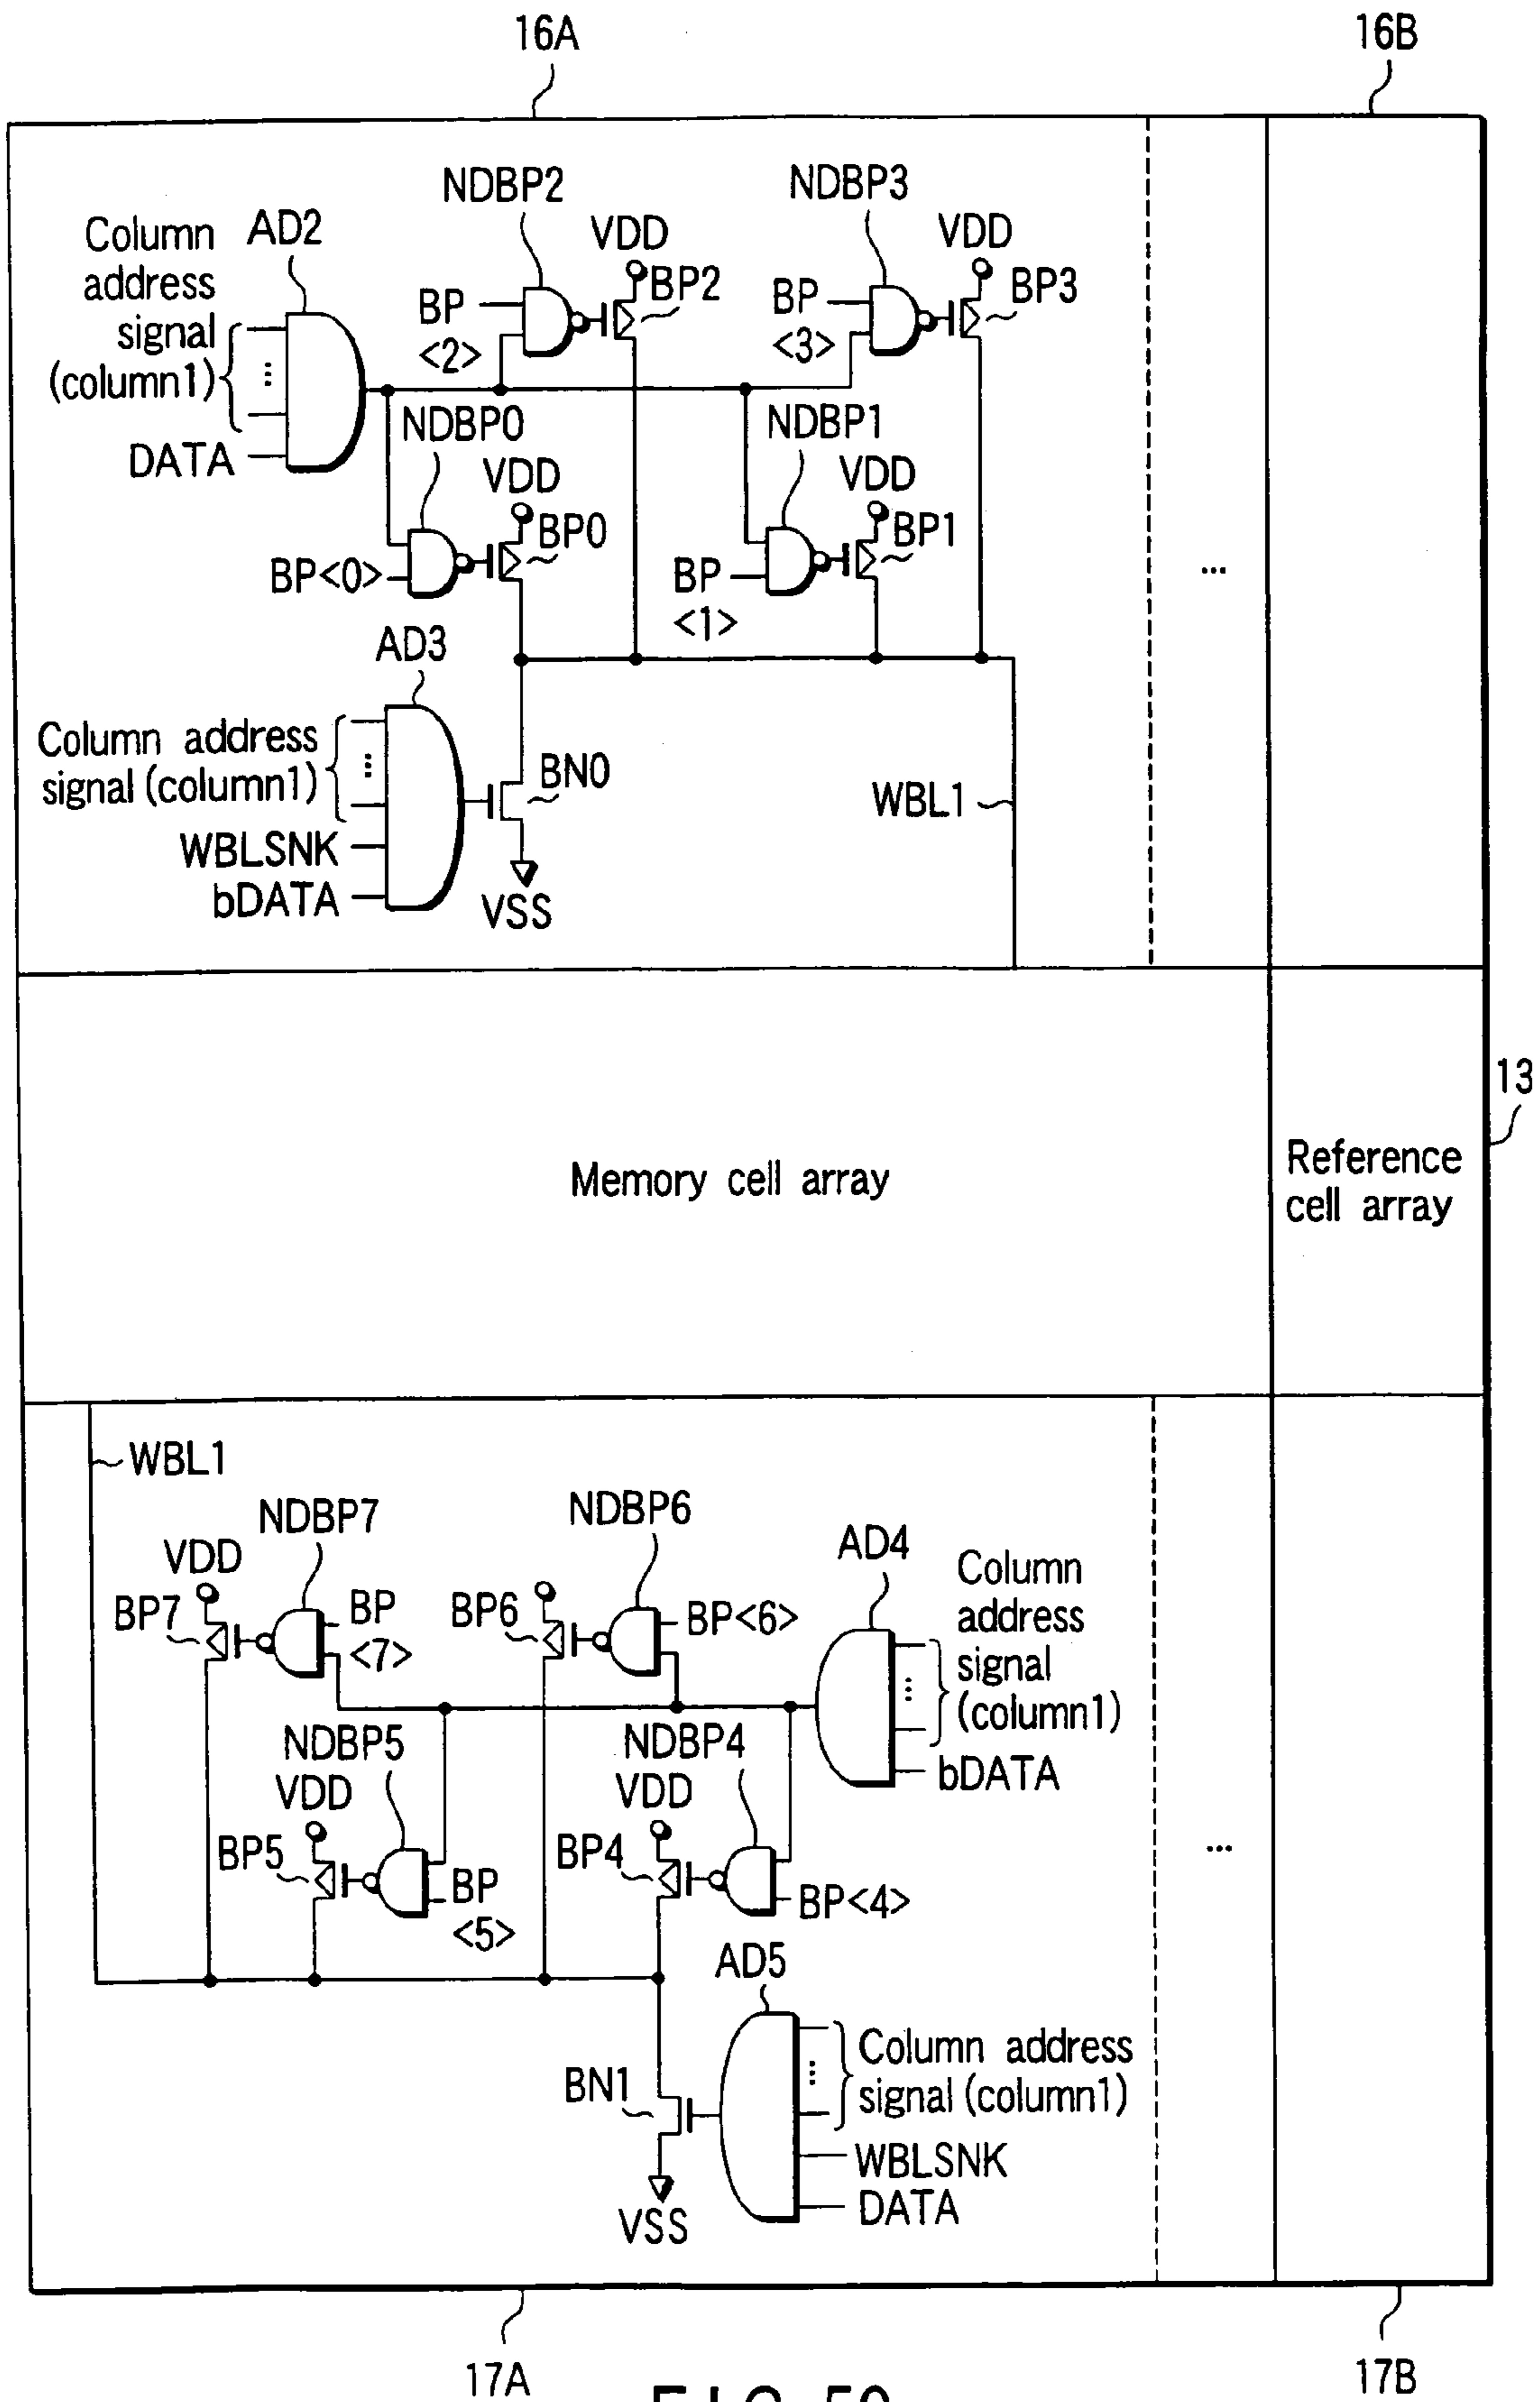 16A
16B
NDBP2
NDBP3
Column
address
signal
(column1)
AD2
VDD
VDD
BP
<2>
BP2
BP
<3>
BP3
...
DATA
NDBP0
NDBP1
VDD
VDD
BP0
BP1
BP<0>
BP
<1>
...
AD3
Column address
signal (column1)
...
BN0
WBL1
WBLSNK
bDATA
VSS
13
Memory cell array
Reference
cell array
WBL1
NDBP7
NDBP6
AD4
VDD
Column
address
signal
(column1)
BP7
BP
<7>
BP6
BP<6>
...
NDBP5
NDBP4
VDD
VDD
bDATA
BP5
BP
<5>
BP4
BP<4>
...
AD5
Column address
signal (column1)
...
BN1
WBLSNK
DATA
VSS
17A
17B